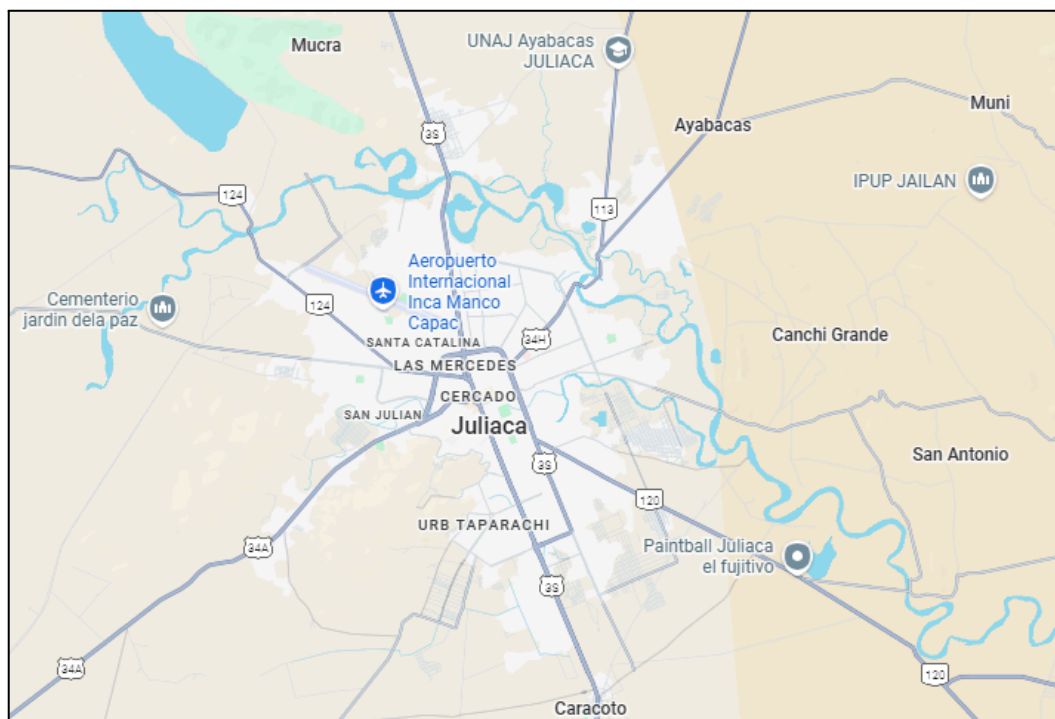 Mucra
UNAJ Ayabacas
JULIACA
3S
Muni
Ayabacas
124
IPUP JAILAN
113
Aeropuerto
Internacional
Inca Manco
Capac
Cementerio
jardin dela paz
124
SANTA CATALINA
34H
Canchi Grande
LAS MERCEDES
CERCADO
SAN JULIAN
Juliaca
San Antonio
3S
120
URB TAPARACHI
34A
Paintball Juliaca
el fujitivo
3S
34A
120
Caracoto